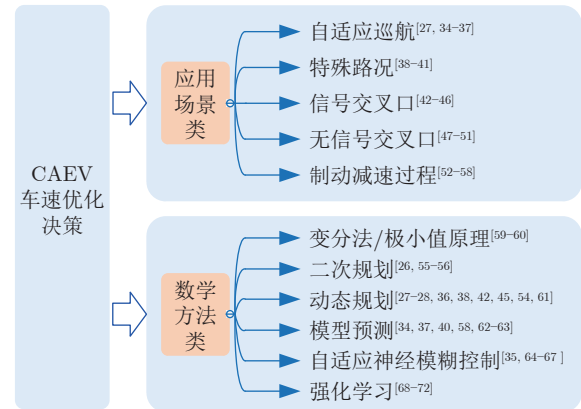 CAEV
车速优化
决策
应用
场景
类
自适应巡航[27, 34–37]
特殊路况[38–41]
信号交叉口[42–46]
无信号交叉口[47–51]
制动减速过程[52–58]
数学
方法
类
变分法/极小值原理[59–60]
二次规划[26, 55–56]
动态规划[27–28, 36, 38, 42, 45, 54, 61]
模型预测[34, 37, 40, 58, 62–63]
自适应神经模糊控制[35, 64–67 ]
强化学习[68–72]